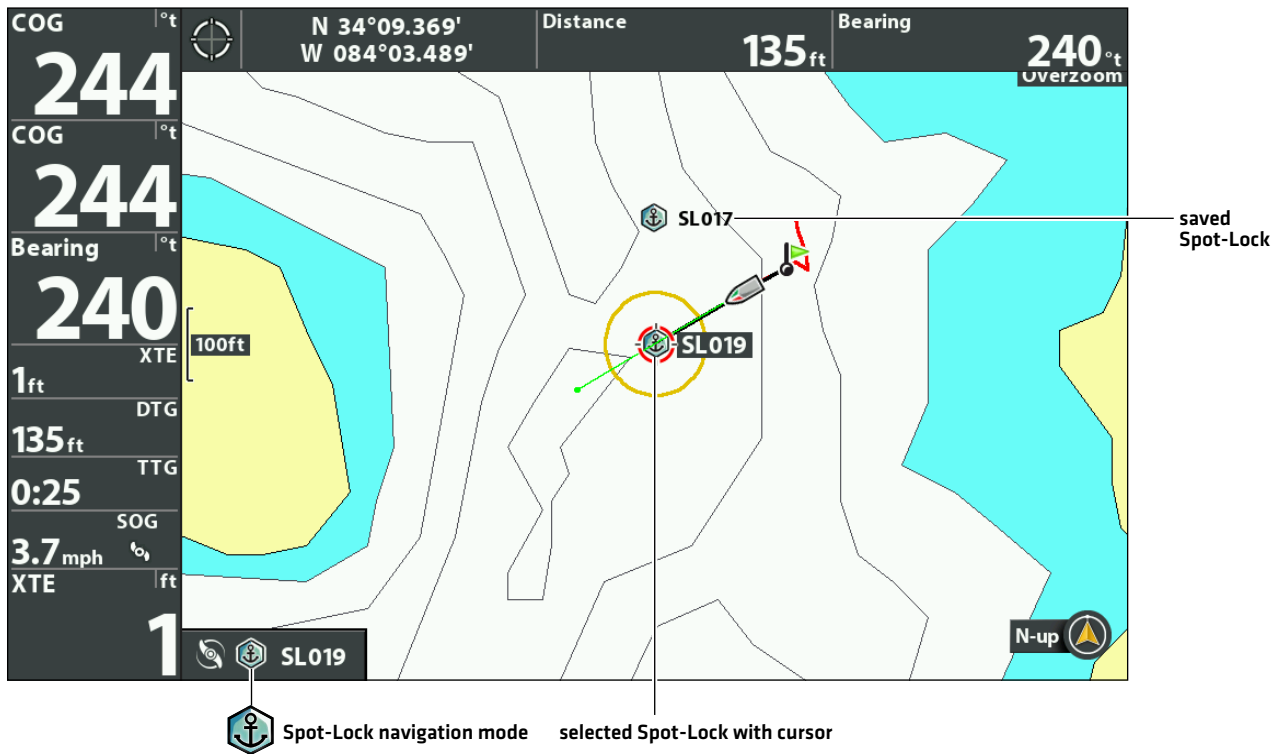 COG °t
244
COG °t
244
Bearing °t
240
XTE
1ft
DTG
135ft
TTG
0:25
SOG
3.7mph
XTE ft
1
N 34°09.369'
W 084°03.489'
Distance
135ft
Bearing
240°t
Overzoom
100ft
SL017
SL019
N-up
SL019
saved
Spot-Lock
Spot-Lock navigation mode
selected Spot-Lock with cursor